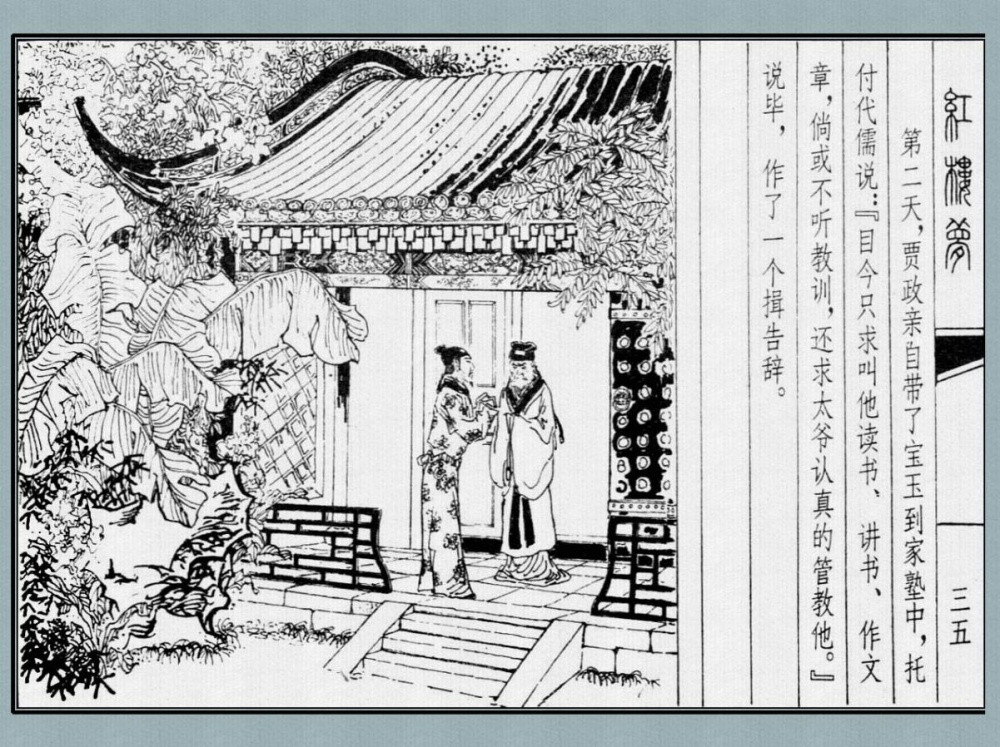 紅樓夢
三五
第二天，贾政亲自带了宝玉到家塾中，托
付代儒说：『目今只求叫他读书、讲书、作文
章，倘或不听教训，还求太爷认真的管教他。』
说毕，作了一个揖告辞。